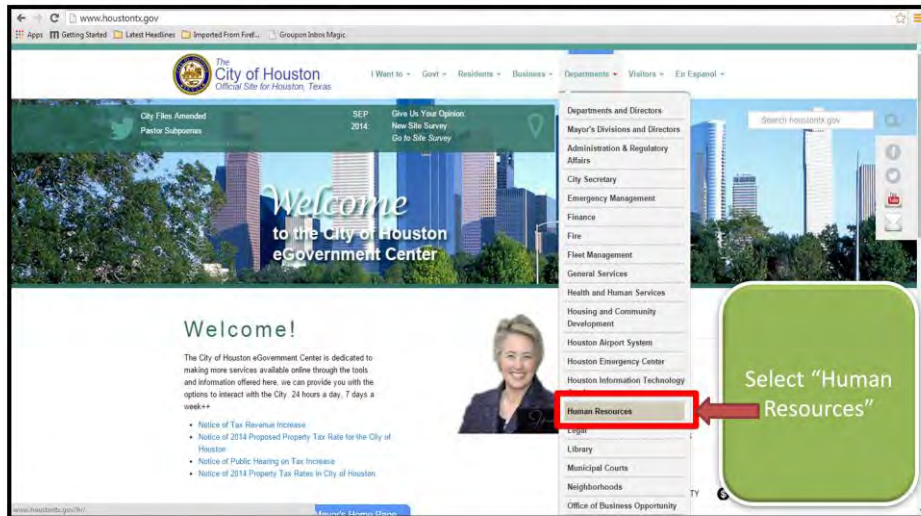 www.houstontx.gov
Apps
Getting Started
Latest Headlines
Imported From Firef...
Groupon Inbox Magic
The
City of Houston
Official Site for Houston, Texas
I Want to
Govt
Residents
Business
Departments
Visitors
En Espanol
City Files Amended
Pastor Subpoenas
SEP
2014:
Give Us Your Opinion:
New Site Survey
Go to Site Survey
Search houstontx.gov
Welcome
to the City of Houston
eGovernment Center
Departments and Directors
Mayor's Divisions and Directors
Administration & Regulatory
Affairs
City Secretary
Emergency Management
Finance
Fire
Fleet Management
General Services
Health and Human Services
Housing and Community
Development
Houston Airport System
Houston Emergency Center
Houston Information Technology
Human Resources
Legal
Library
Municipal Courts
Neighborhoods
Office of Business Opportunity
Welcome!
The City of Houston eGovernment Center is dedicated to
making more services available online through the tools
and information offered here, we can provide you with the
options to interact with the City. 24 hours a day, 7 days a
week++
Notice of Tax Revenue Increase
Notice of 2014 Proposed Property Tax Rate for the City of
Houston
Notice of Public Hearing on Tax Increase
Notice of 2014 Property Tax Rates in City of Houston
Select "Human
Resources"
TY
www.houstontx.gov/hr/
Mayor's Home Page